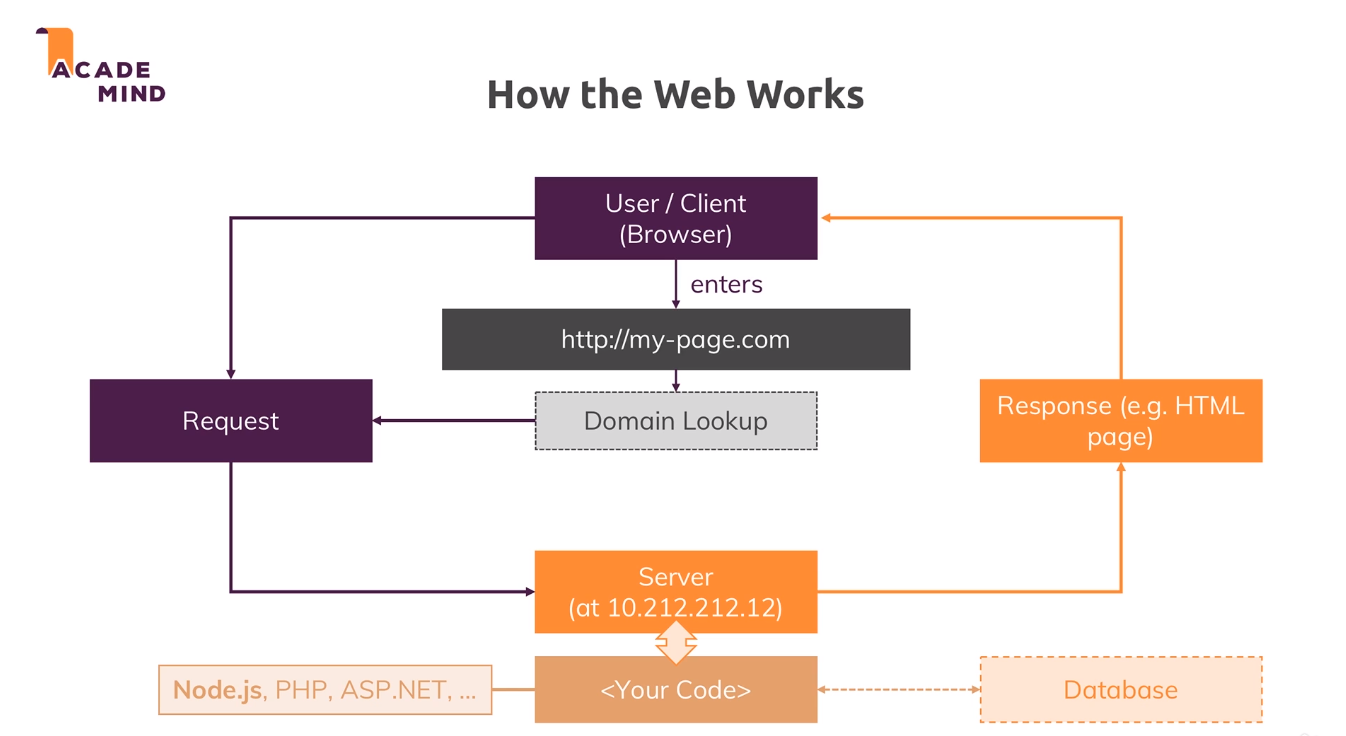 ACADE
MIND
How the Web Works
User / Client
(Browser)
enters
http://my-page.com
Request
Domain Lookup
Response (e.g. HTML
page)
Server
(at 10.212.212.12)
Node.js, PHP, ASP.NET, ...
<Your Code>
Database